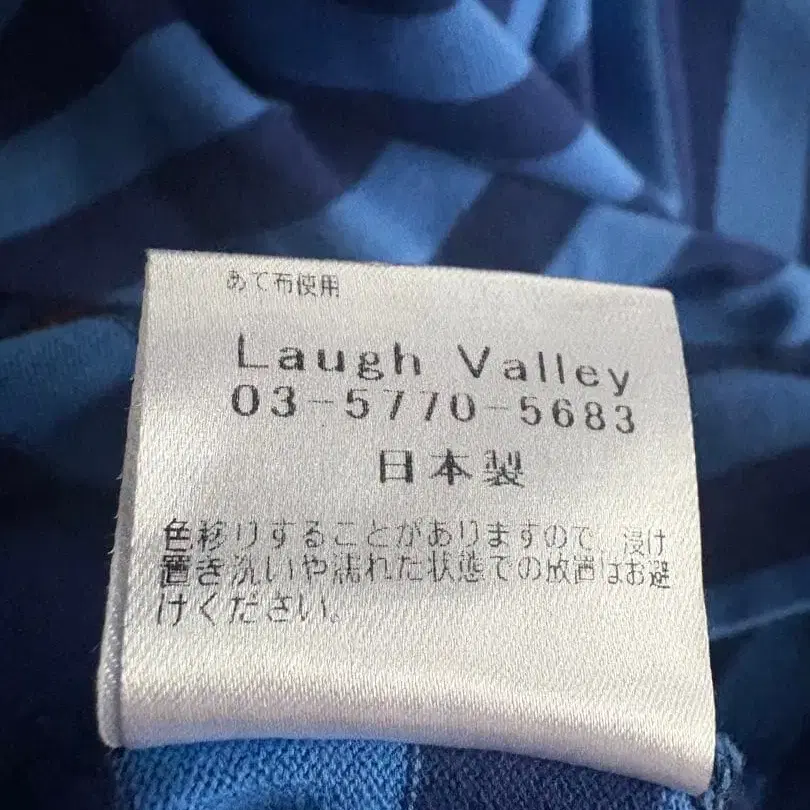 あて布使用
Laugh Valley
03-5770-5683
日本製
色移りすることがありますので、浸け
置き洗いや濡れた状態での放置はお避
けください。